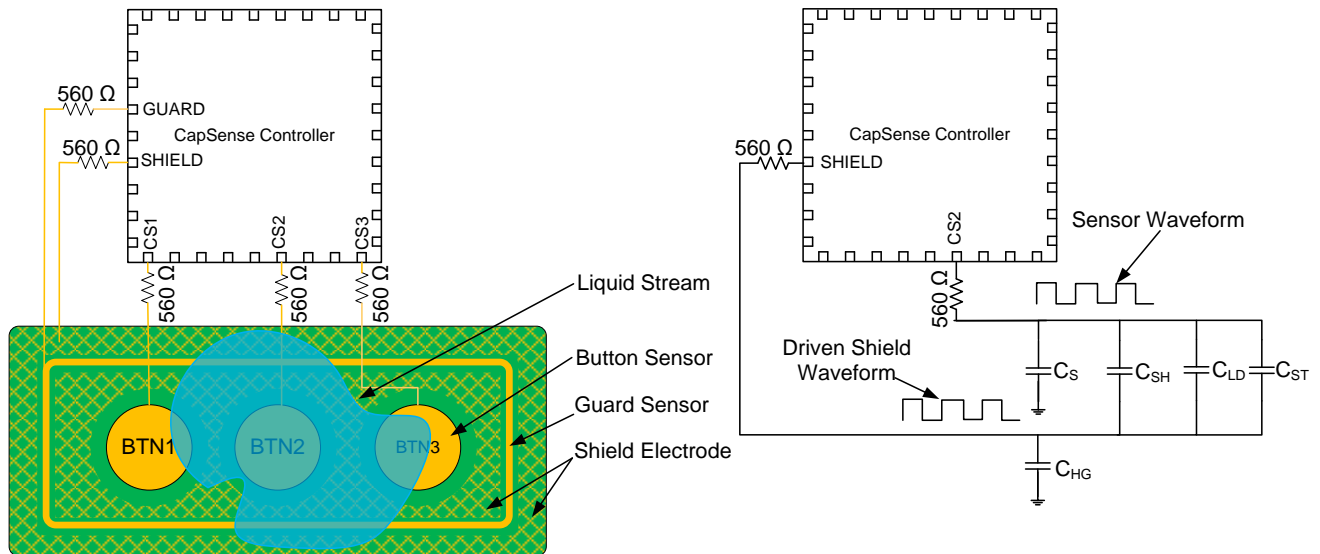 560 Ω
GUARD
CapSense Controller
560 Ω
SHIELD
CS1
CS2
CS3
560 Ω
560 Ω
560 Ω
Liquid Stream
Button Sensor
Guard Sensor
Shield Electrode
BTN1
BTN2
BTN3
CapSense Controller
560 Ω
SHIELD
CS2
Sensor Waveform
560 Ω
Driven Shield
Waveform
CS
CSH
CLD
CST
CHG